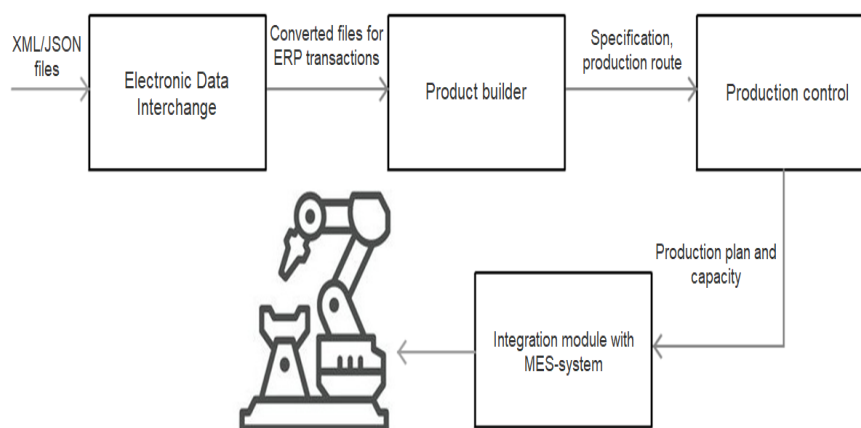 XML/JSON
files
Electronic Data
Interchange
Converted files for
ERP transactions
Product builder
Specification,
production route
Production control
Production plan and
capacity
Integration module with
MES-system